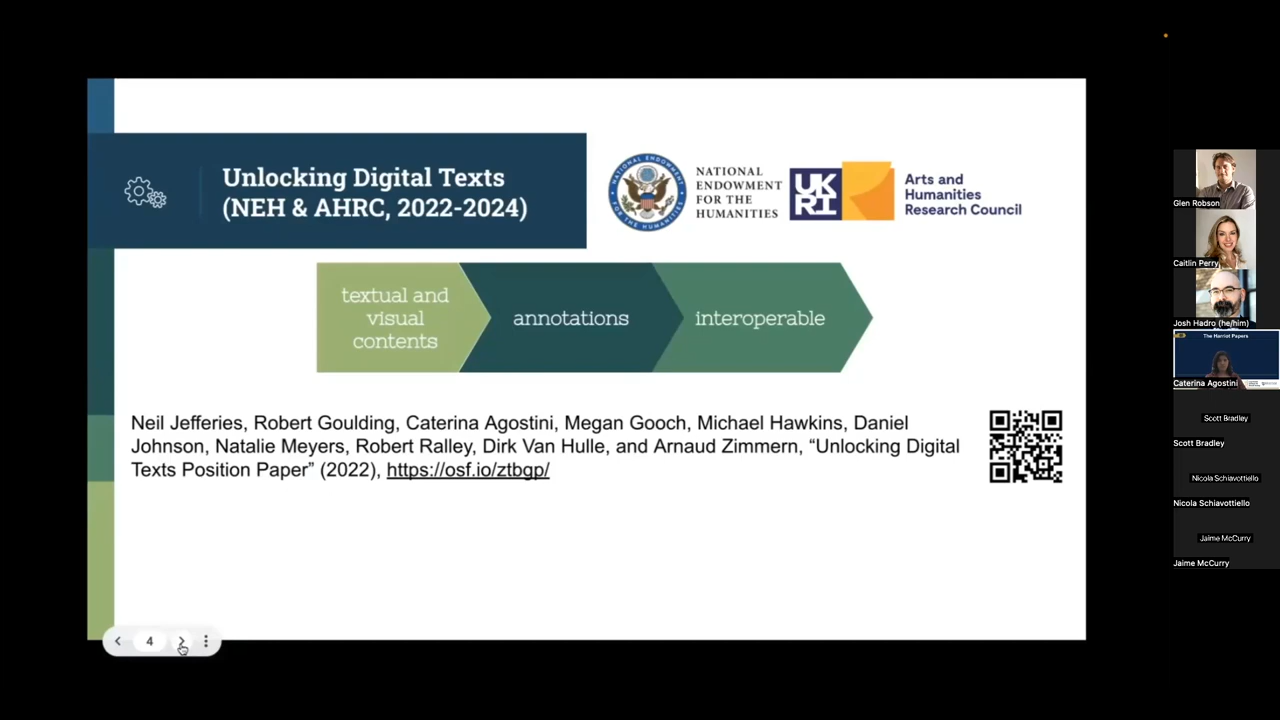 Unlocking Digital Texts
(NEH & AHRC, 2022-2024)
NATIONAL
ENDOWMENT
FOR THE
HUMANITIES
UK
RI
Arts and
Humanities
Research Council
textual and
visual
contents
annotations
interoperable
Neil Jefferies, Robert Goulding, Caterina Agostini, Megan Gooch, Michael Hawkins, Daniel
Johnson, Natalie Meyers, Robert Ralley, Dirk Van Hulle, and Arnaud Zimmern, “Unlocking Digital
Texts Position Paper” (2022), https://osf.io/ztbgp/
4
Glen Robson
Caitlin Perry
Josh Hadro (he/him)
The Harriot Papers
Caterina Agostini
Scott Bradley
Scott Bradley
Nicola Schiavottiello
Nicola Schiavottiello
Jaime McCurry
Jaime McCurry